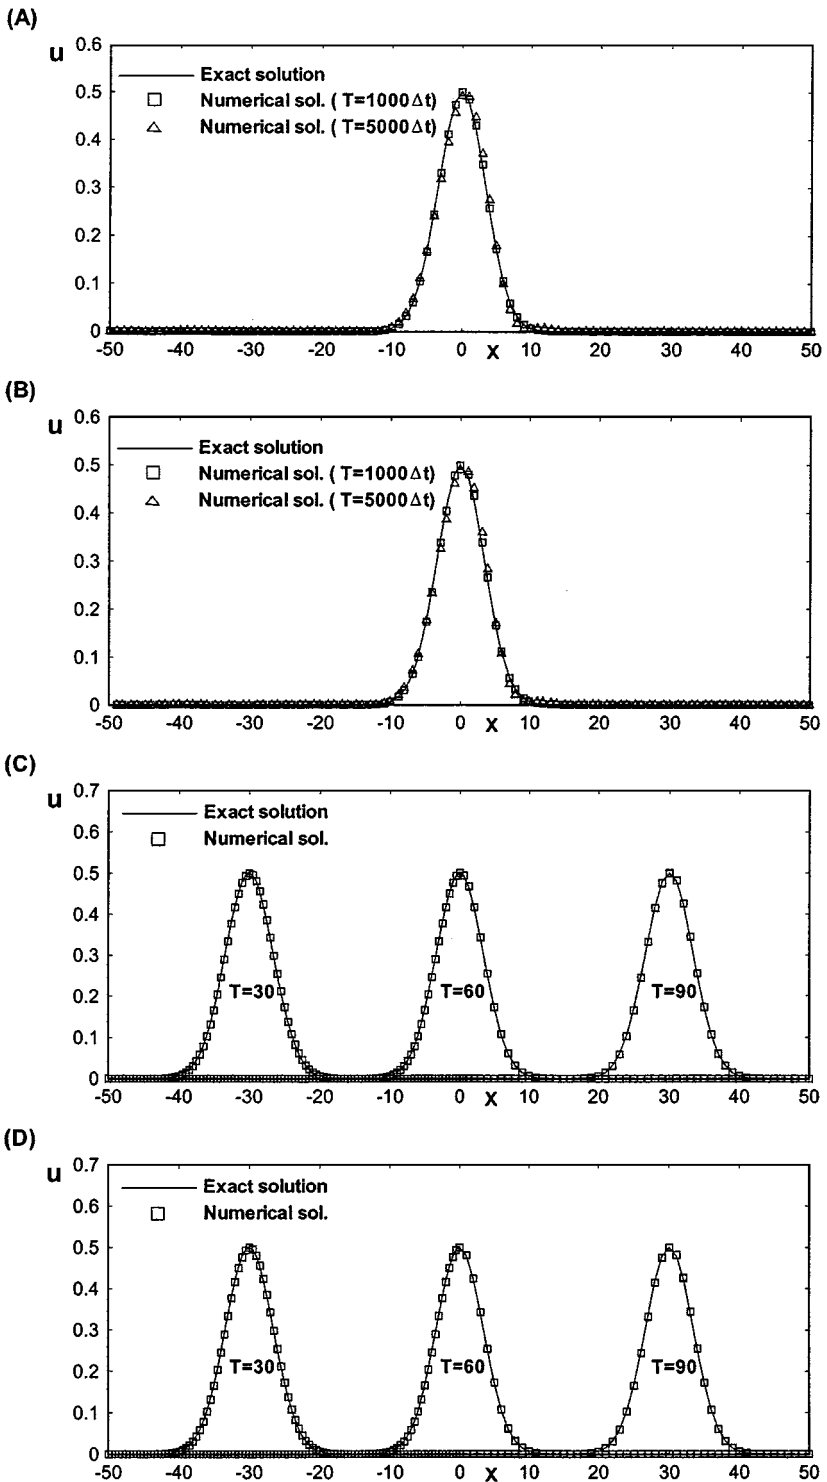 (A)
u
0.6
0.5
0.4
0.3
0.2
0.1
0
Exact solution
Numerical sol. ( T=1000Δt)
Numerical sol. ( T=5000Δt)
-50 -40 -30 -20 -10 0 X 10 20 30 40 50
(B)
u
0.6
0.5
0.4
0.3
0.2
0.1
0
Exact solution
Numerical sol. ( T=1000Δt)
Numerical sol. ( T=5000Δt)
-50 -40 -30 -20 -10 0 X 10 20 30 40 50
(C)
u
0.7
0.6
0.5
0.4
0.3
0.2
0.1
0
Exact solution
Numerical sol.
T=30 T=60 T=90
-50 -40 -30 -20 -10 0 X 10 20 30 40 50
(D)
u
0.7
0.6
0.5
0.4
0.3
0.2
0.1
0
Exact solution
Numerical sol.
T=30 T=60 T=90
-50 -40 -30 -20 -10 0 X 10 20 30 40 50